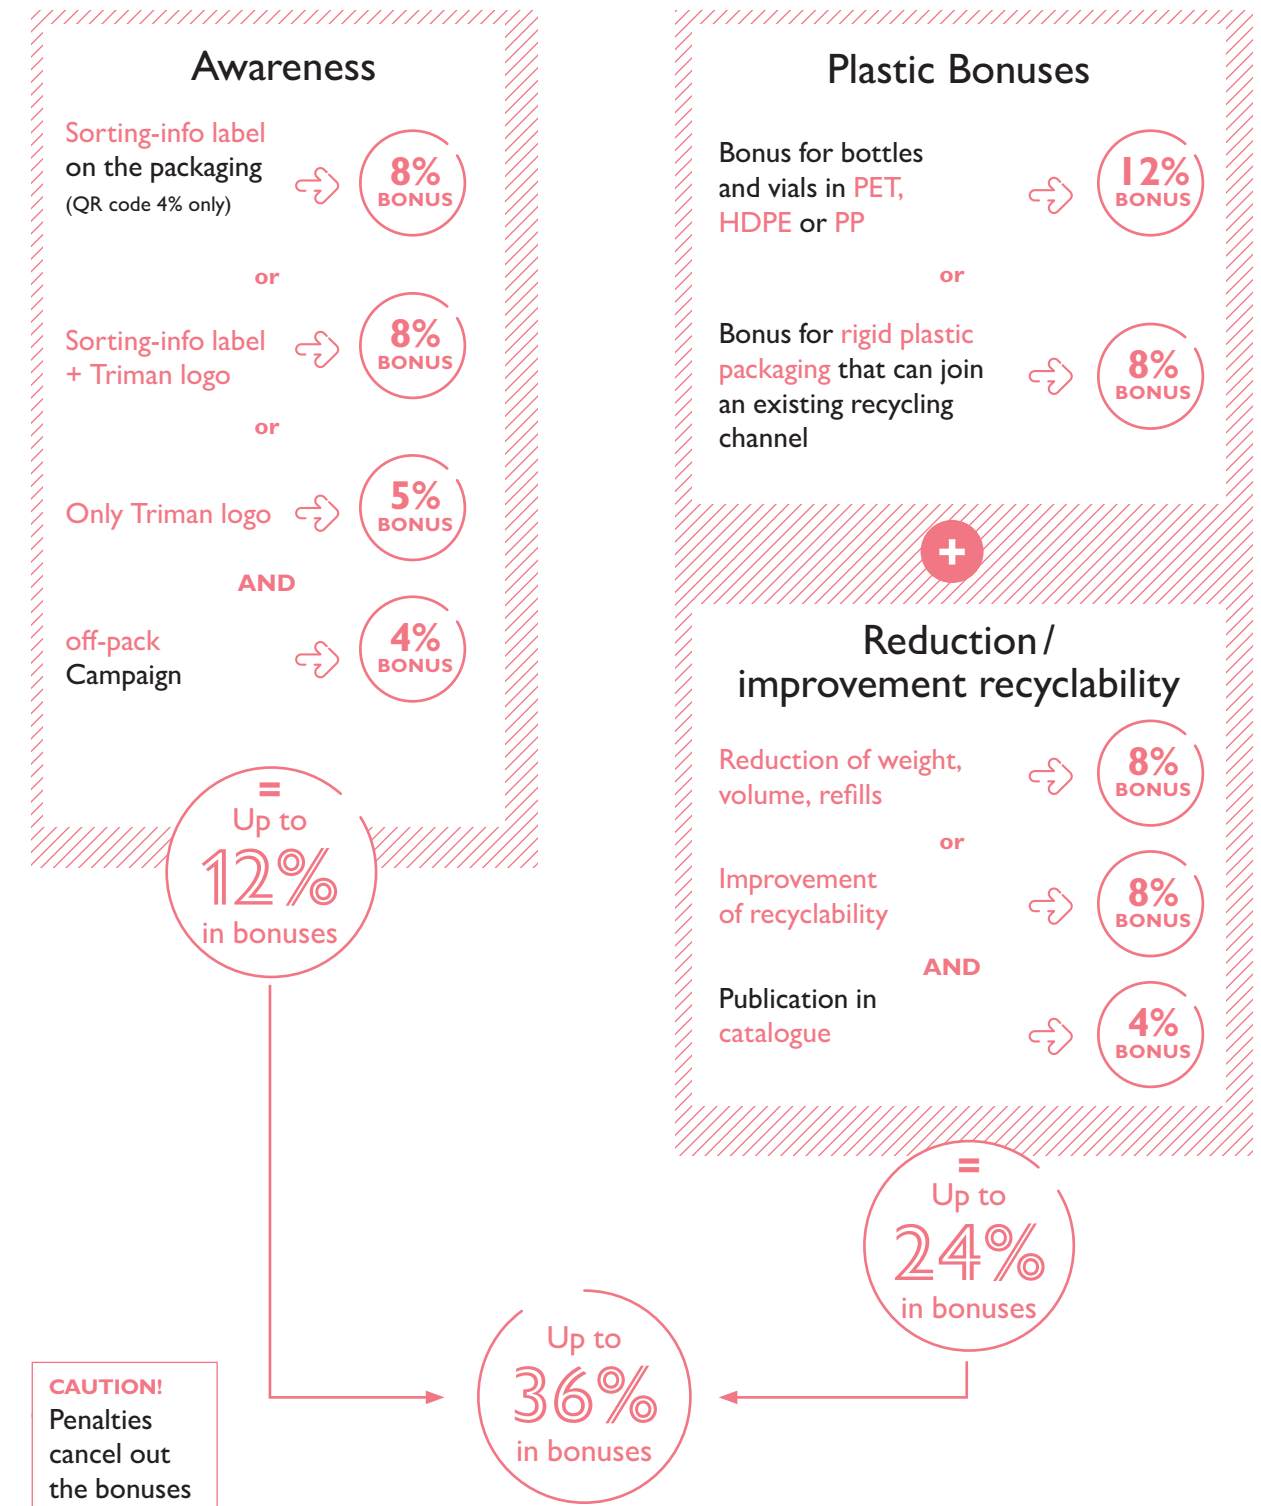 Awareness
Sorting-info label
on the packaging
(QR code 4% only)
8%
BONUS
or
Sorting-info label
+ Triman logo
8%
BONUS
or
Only Triman logo
5%
BONUS
AND
off-pack
Campaign
4%
BONUS
=
Up to
12%
in bonuses
Plastic Bonuses
Bonus for bottles
and vials in PET,
HDPE or PP
12%
BONUS
or
Bonus for rigid plastic
packaging that can join
an existing recycling
channel
8%
BONUS
+
Reduction /
improvement recyclability
Reduction of weight,
volume, refills
8%
BONUS
or
Improvement
of recyclability
8%
BONUS
AND
Publication in
catalogue
4%
BONUS
=
Up to
24%
in bonuses
Up to
36%
in bonuses
CAUTION!
Penalties
cancel out
the bonuses